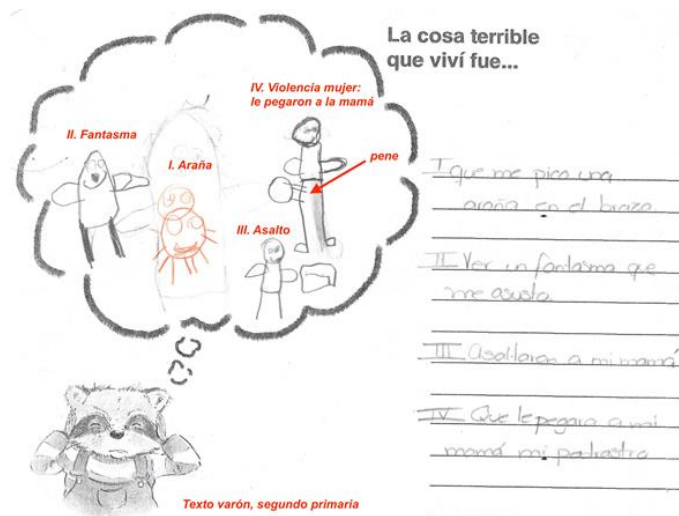 La cosa terrible
que viví fue...
IV. Violencia mujer:
le pegaron a la mamá
II. Fantasma
pene
I. Araña
III. Asalto
I que me pico una
araña en el brazo.
II Ver un fantasma que
me asusta.
III Asaltaron a mi mamá
IV Que le pegara a mi
mamá mi padrastro
Texto varón, segundo primaria